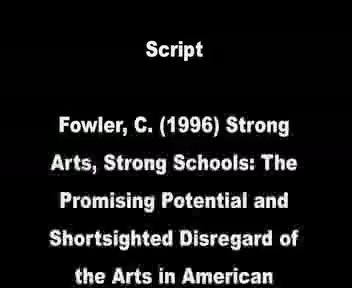 Script
Fowler, C. (1996) Strong
Arts, Strong Schools: The
Promising Potential and
Shortsighted Disregard of
the Arts in American